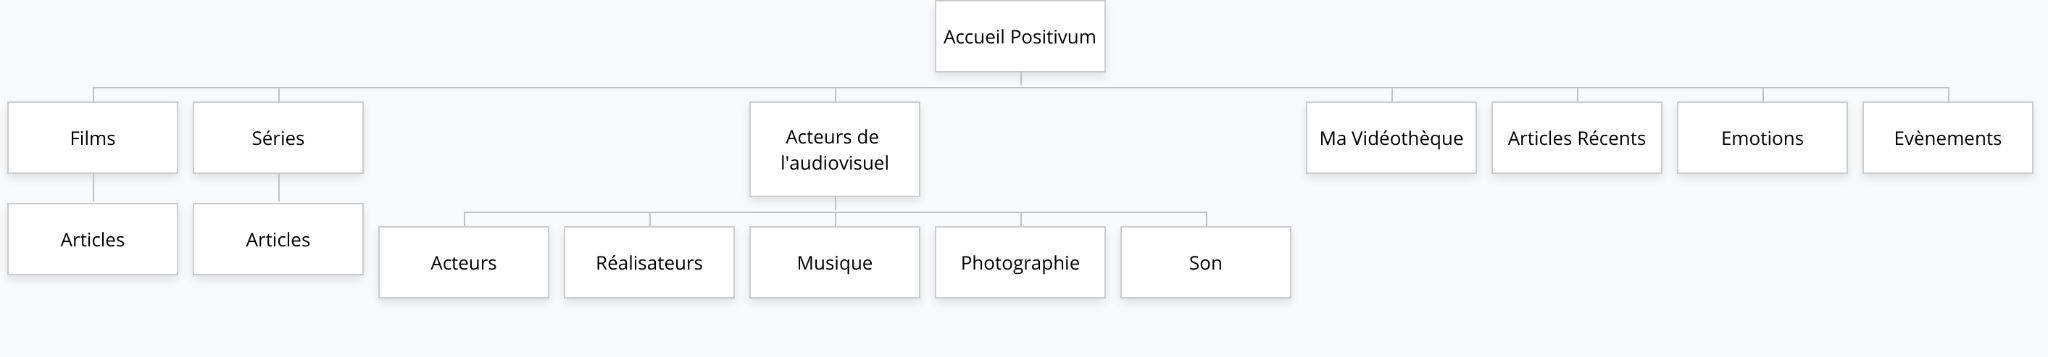 Accueil Positivum
Films
Séries
Acteurs de
l'audiovisuel
Ma Vidéothèque
Articles Récents
Emotions
Evènements
Articles
Articles
Acteurs
Réalisateurs
Musique
Photographie
Son